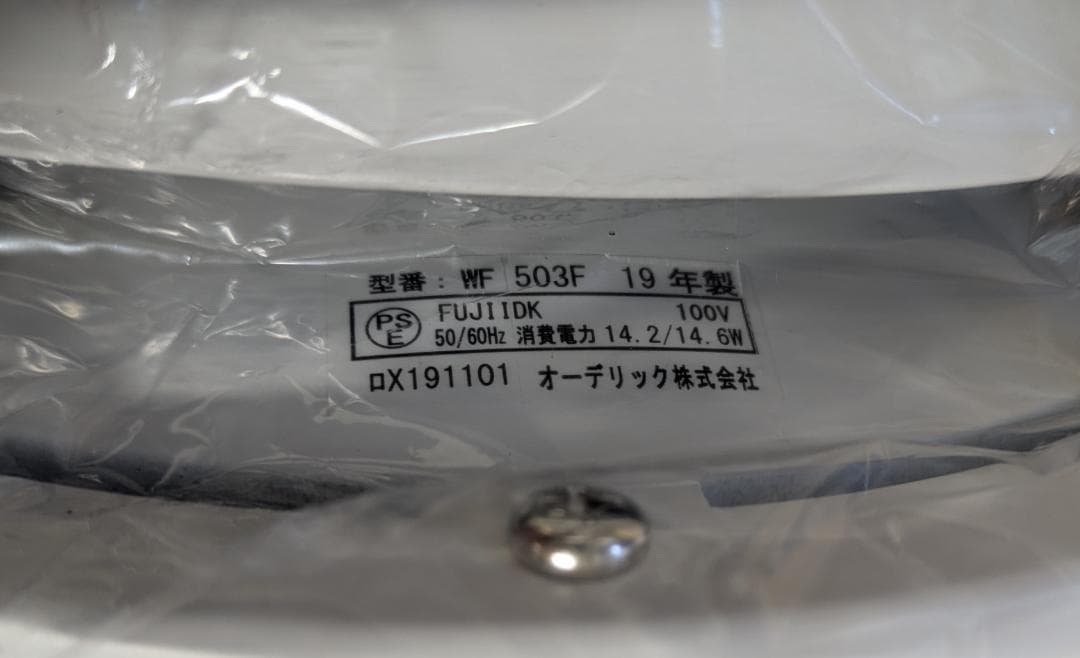 型番: WF 503F 19 年製
PSE FUJIIDK 100V
50/60Hz 消費電力 14.2/14.6W
ロX191101 オーデリック株式会社